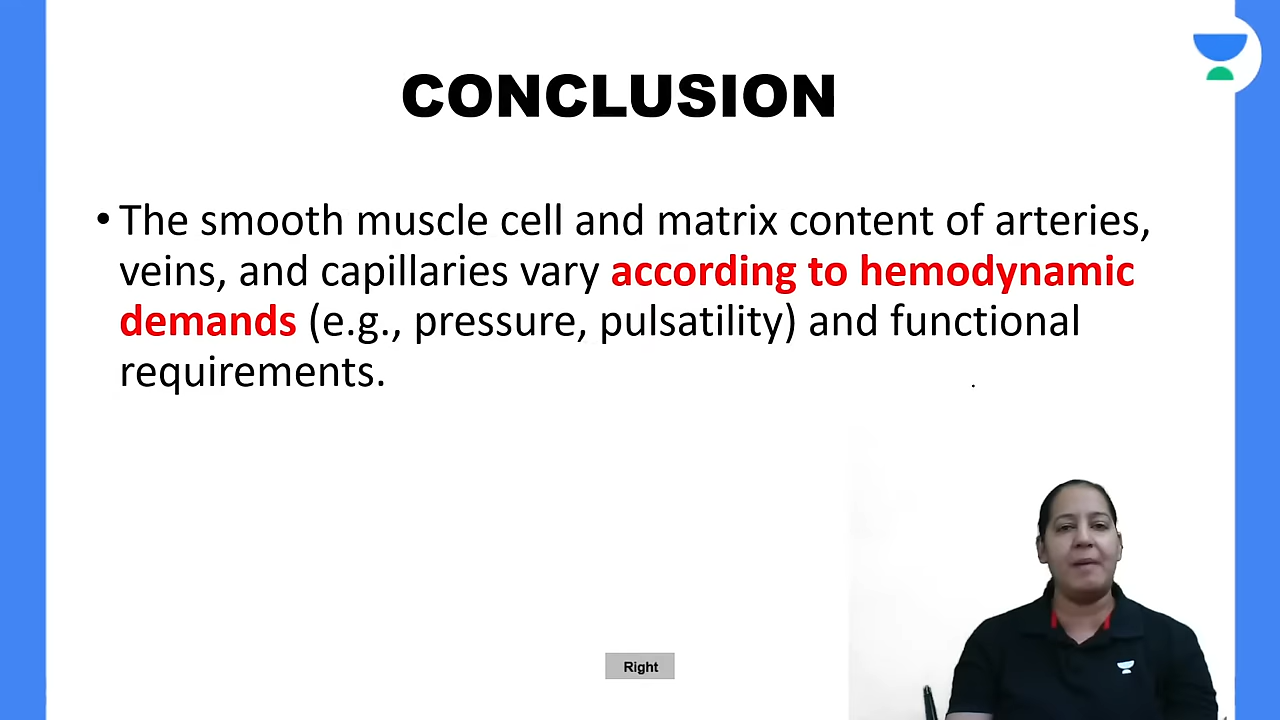 CONCLUSION
• The smooth muscle cell and matrix content of arteries,
veins, and capillaries vary according to hemodynamic
demands (e.g., pressure, pulsatility) and functional
requirements.
Right